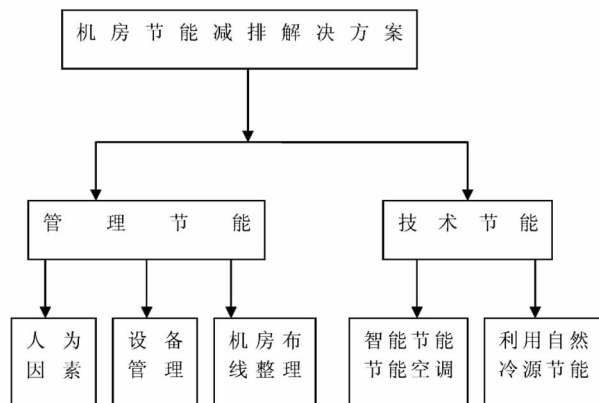 机房节能减排解决方案
管理节能
技术节能
人为
因素
设备
管理
机房布
线整理
智能节能
节能空调
利用自然
冷源节能